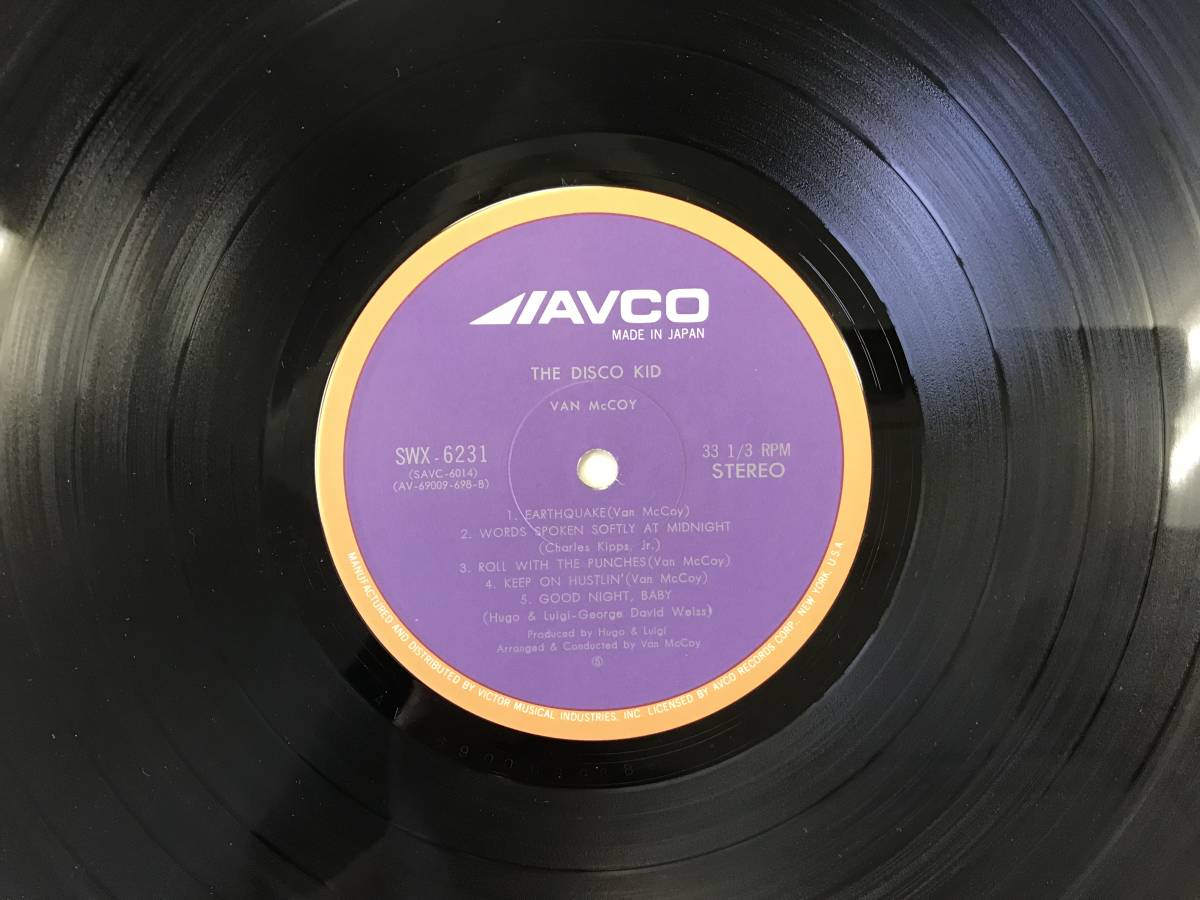 AVCO
MADE IN JAPAN
THE DISCO KID
VAN McCOY
SWX-6231
(SAVC-6014)
(AV-69009-698-B)
33 1/3 RPM
STEREO
1. EARTHQUAKE(Van McCoy)
2. WORDS SPOKEN SOFTLY AT MIDNIGHT
(Charles Kipps, Jr.)
3. ROLL WITH THE PUNCHES(Van McCoy)
4. KEEP ON HUSTLIN'(Van McCoy)
5. GOOD NIGHT, BABY
(Hugo & Luigi-George David Weiss)
Produced by Hugo & Luigi
Arranged & Conducted by Van McCoy
Ⓢ
MANUFACTURED AND DISTRIBUTED BY VICTOR MUSICAL INDUSTRIES, INC. LICENSED BY AVCO RECORDS CORP., NEW YORK, U.S.A.